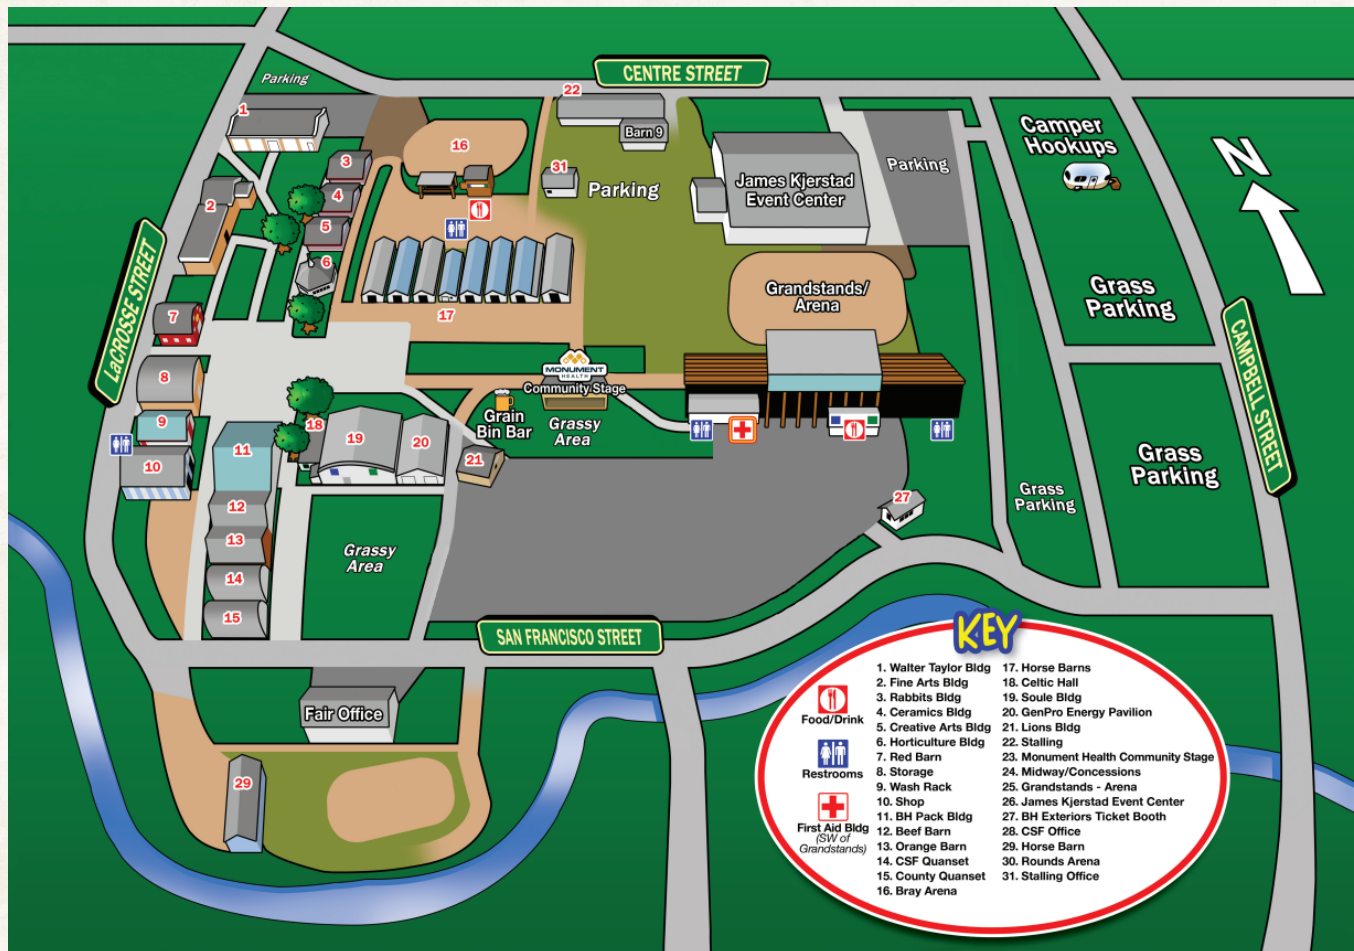 CENTRE STREET
Parking
22
1
Barn 9
16
Camper
Hookups
N
3
31
Parking
James Kjerstad
Event Center
Parking
4
2
5
6
LaCROSSE STREET
Grandstands/
Arena
Grass
Parking
7
17
CAMPBELL STREET
MONUMENT
HEALTH
Community Stage
8
Grain
Bin Bar
Grassy
Area
9
18
19
20
11
10
21
Grass
Parking
Grass
Parking
27
12
13
Grassy
Area
14
15
SAN FRANCISCO STREET
Fair Office
29
KEY
Food/Drink
Restrooms
First Aid Bldg
(SW of
Grandstands)
1. Walter Taylor Bldg
2. Fine Arts Bldg
3. Rabbits Bldg
4. Ceramics Bldg
5. Creative Arts Bldg
6. Horticulture Bldg
7. Red Barn
8. Storage
9. Wash Rack
10. Shop
11. BH Pack Bldg
12. Beef Barn
13. Orange Barn
14. CSF Quanset
15. County Quanset
16. Bray Arena
17. Horse Barns
18. Celtic Hall
19. Soule Bldg
20. GenPro Energy Pavilion
21. Lions Bldg
22. Stalling
23. Monument Health Community Stage
24. Midway/Concessions
25. Grandstands - Arena
26. James Kjerstad Event Center
27. BH Exteriors Ticket Booth
28. CSF Office
29. Horse Barn
30. Rounds Arena
31. Stalling Office